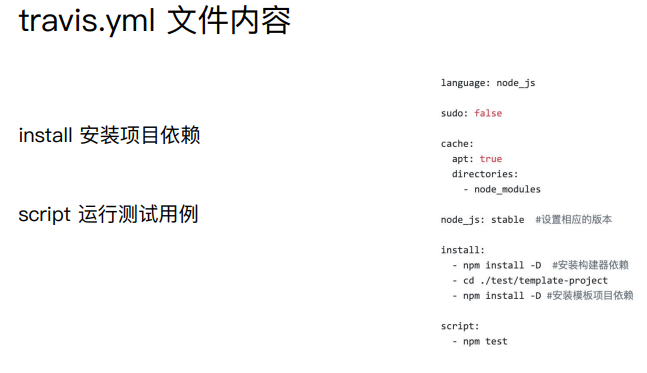 travis.yml 文件内容
install 安装项目依赖
script 运行测试用例
language: node_js
sudo: false
cache:
  apt: true
  directories:
    - node_modules
node_js: stable  #设置相应的版本
install:
  - npm install -D  #安装构建器依赖
  - cd ./test/template-project
  - npm install -D #安装模板项目依赖
script:
  - npm test